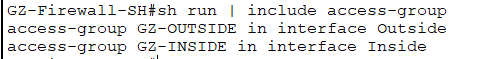 GZ-Firewall-SH#sh run | include access-group
access-group GZ-OUTSIDE in interface Outside
access-group GZ-INSIDE in interface Inside